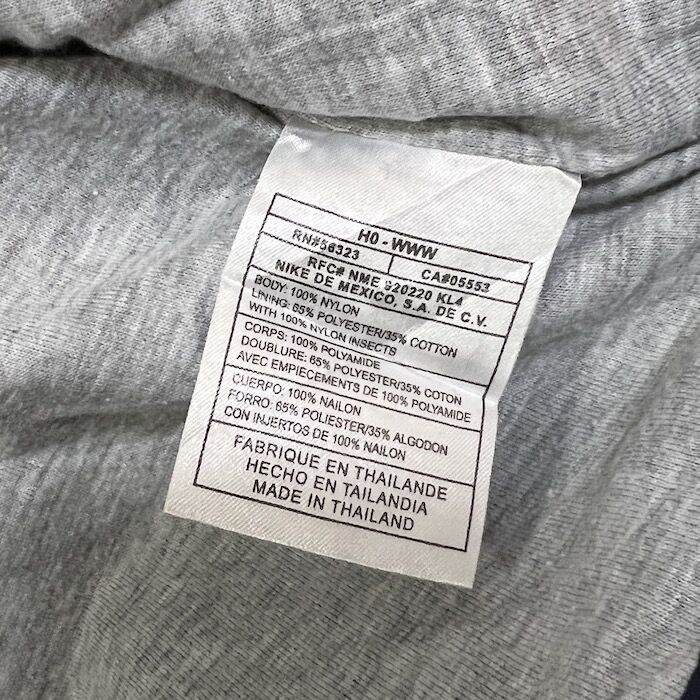 H0 - WWW
RN#56323
CA#05553
RFC# NME 920220 KL4
NIKE DE MEXICO, S.A. DE C.V.
BODY: 100% NYLON
LINING: 65% POLYESTER/35% COTTON
WITH 100% NYLON INSECTS
CORPS: 100% POLYAMIDE
DOUBLURE: 65% POLYESTER/35% COTON
AVEC EMPIECEMENTS DE 100% POLYAMIDE
CUERPO: 100% NAILON
FORRO: 65% POLIESTER/35% ALGODON
CON INJERTOS DE 100% NAILON
FABRIQUE EN THAILANDE
HECHO EN TAILANDIA
MADE IN THAILAND